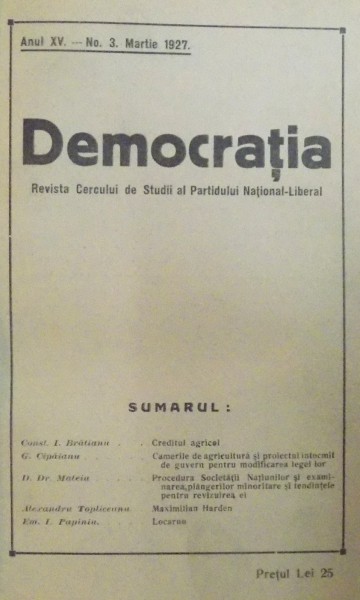 Anul XV. — No. 3. Martie 1927.
Democrația
Revista Cercului de Studii al Partidului Național-Liberal
SUMARUL:
Const. I. Brătianu . . Creditul agricol
G. Cipăianu . . . . Camerile de agricultură și proiectul întocmit
de guvern pentru modificarea legei lor
D. Dr. Mateiu . . . . Procedura Societății Națiunilor și exami-
narea plângerilor minoritare și tendințele
pentru revizuirea ei
Alexandru Topliceanu Maximilian Harden
Em. I. Papiniu. . . Locarno
Prețul Lei 25